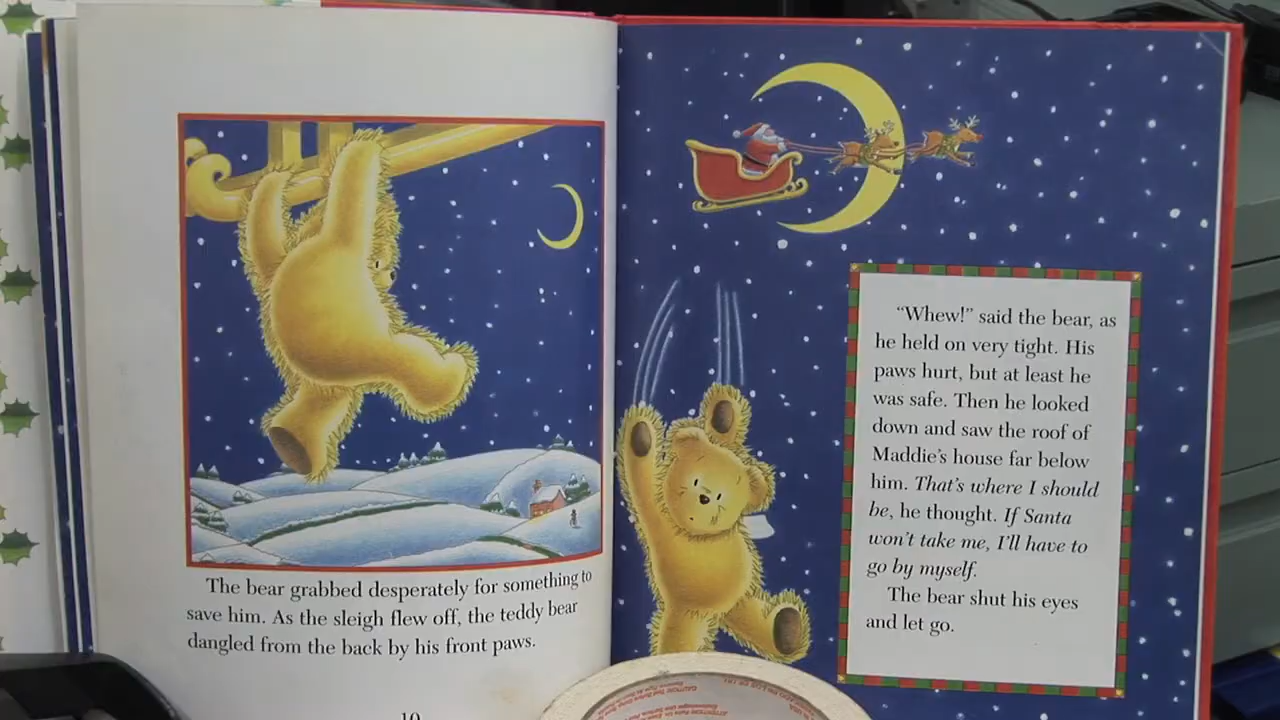 The bear grabbed desperately for something to
save him. As the sleigh flew off, the teddy bear
dangled from the back by his front paws.
10
“Whew!” said the bear, as
he held on very tight. His
paws hurt, but at least he
was safe. Then he looked
down and saw the roof of
Maddie’s house far below
him. That’s where I should
be, he thought. If Santa
won’t take me, I’ll have to
go by myself.
The bear shut his eyes
and let go.